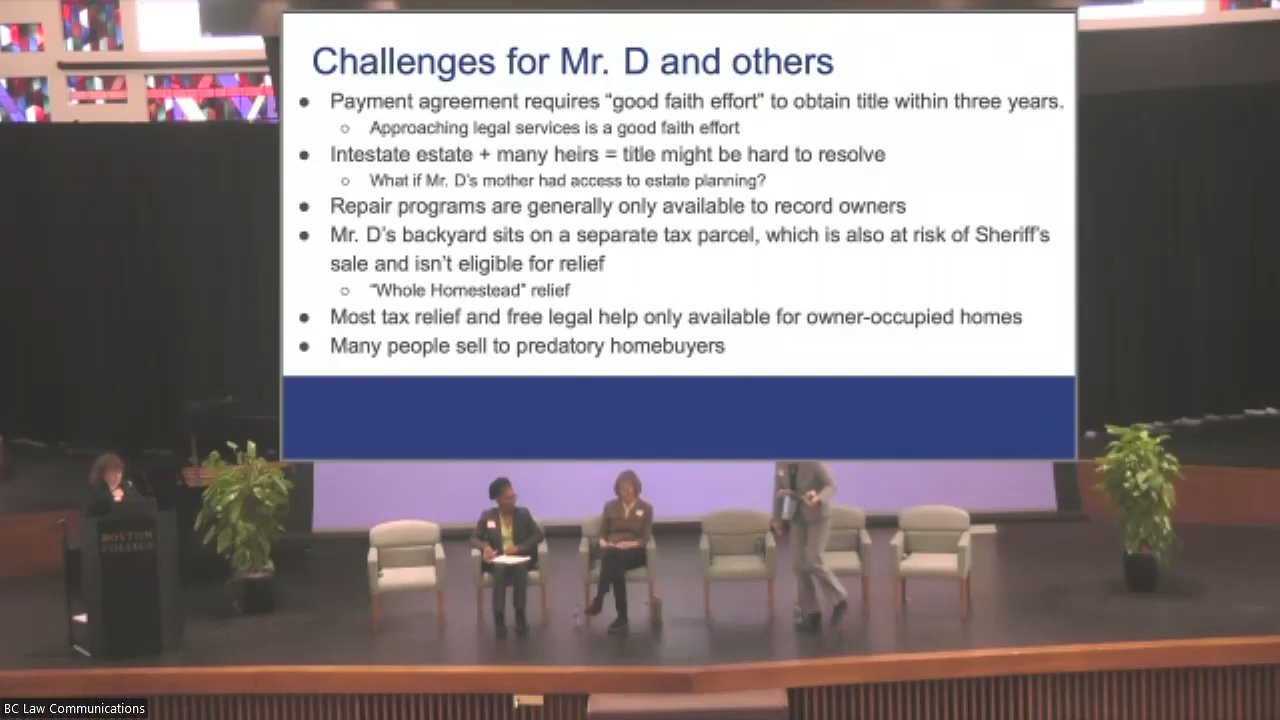 Challenges for Mr. D and others
● Payment agreement requires “good faith effort” to obtain title within three years.
○ Approaching legal services is a good faith effort
● Intestate estate + many heirs = title might be hard to resolve
○ What if Mr. D’s mother had access to estate planning?
● Repair programs are generally only available to record owners
● Mr. D’s backyard sits on a separate tax parcel, which is also at risk of Sheriff’s
sale and isn’t eligible for relief
○ “Whole Homestead” relief
● Most tax relief and free legal help only available for owner-occupied homes
● Many people sell to predatory homebuyers
BOSTON
COLLEGE
BC Law Communications